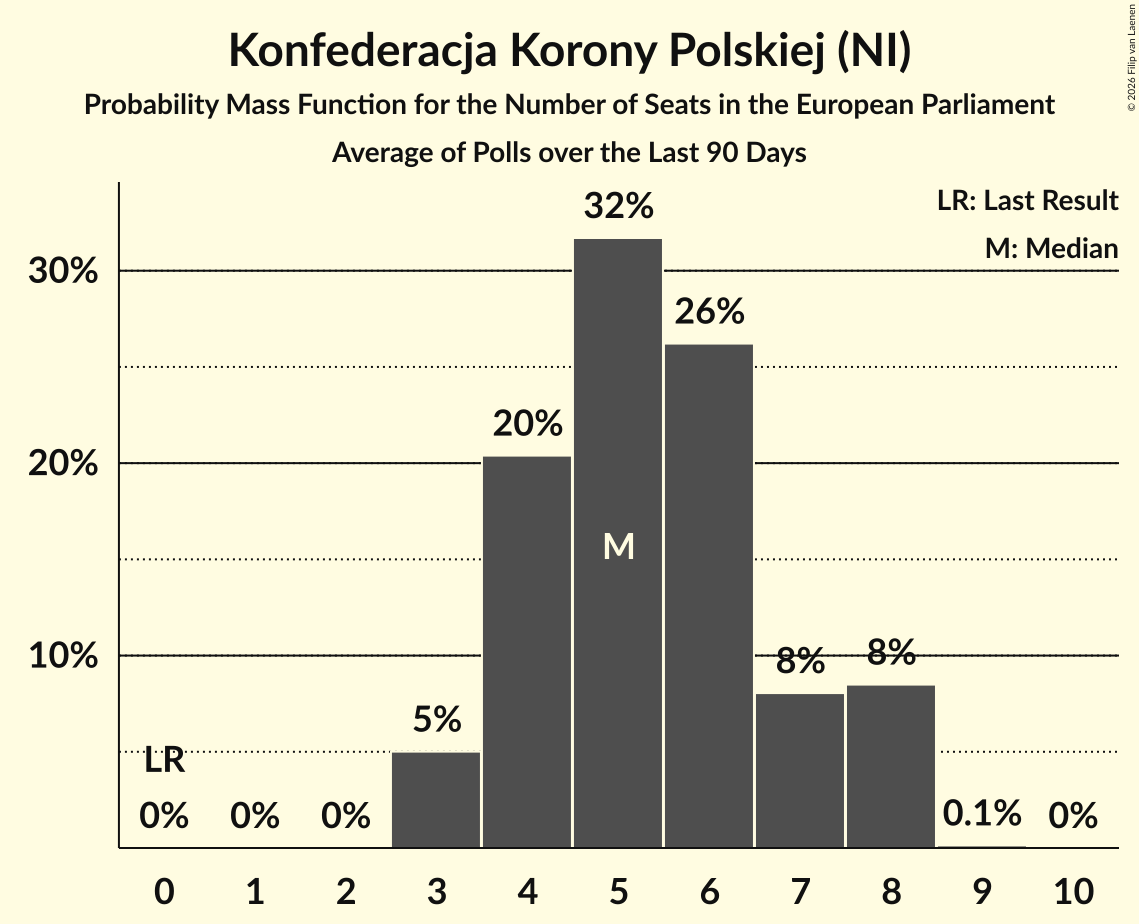 Konfederacja Korony Polskiej (NI)
Probability Mass Function for the Number of Seats in the European Parliament
Average of Polls over the Last 90 Days
© 2026 Filip van Laenen
LR: Last Result
M: Median
32%
30%
26%
20%
20%
M
10%
8%
8%
5%
LR
0%
0%
0%
0.1%
0%
0 1 2 3 4 5 6 7 8 9 10